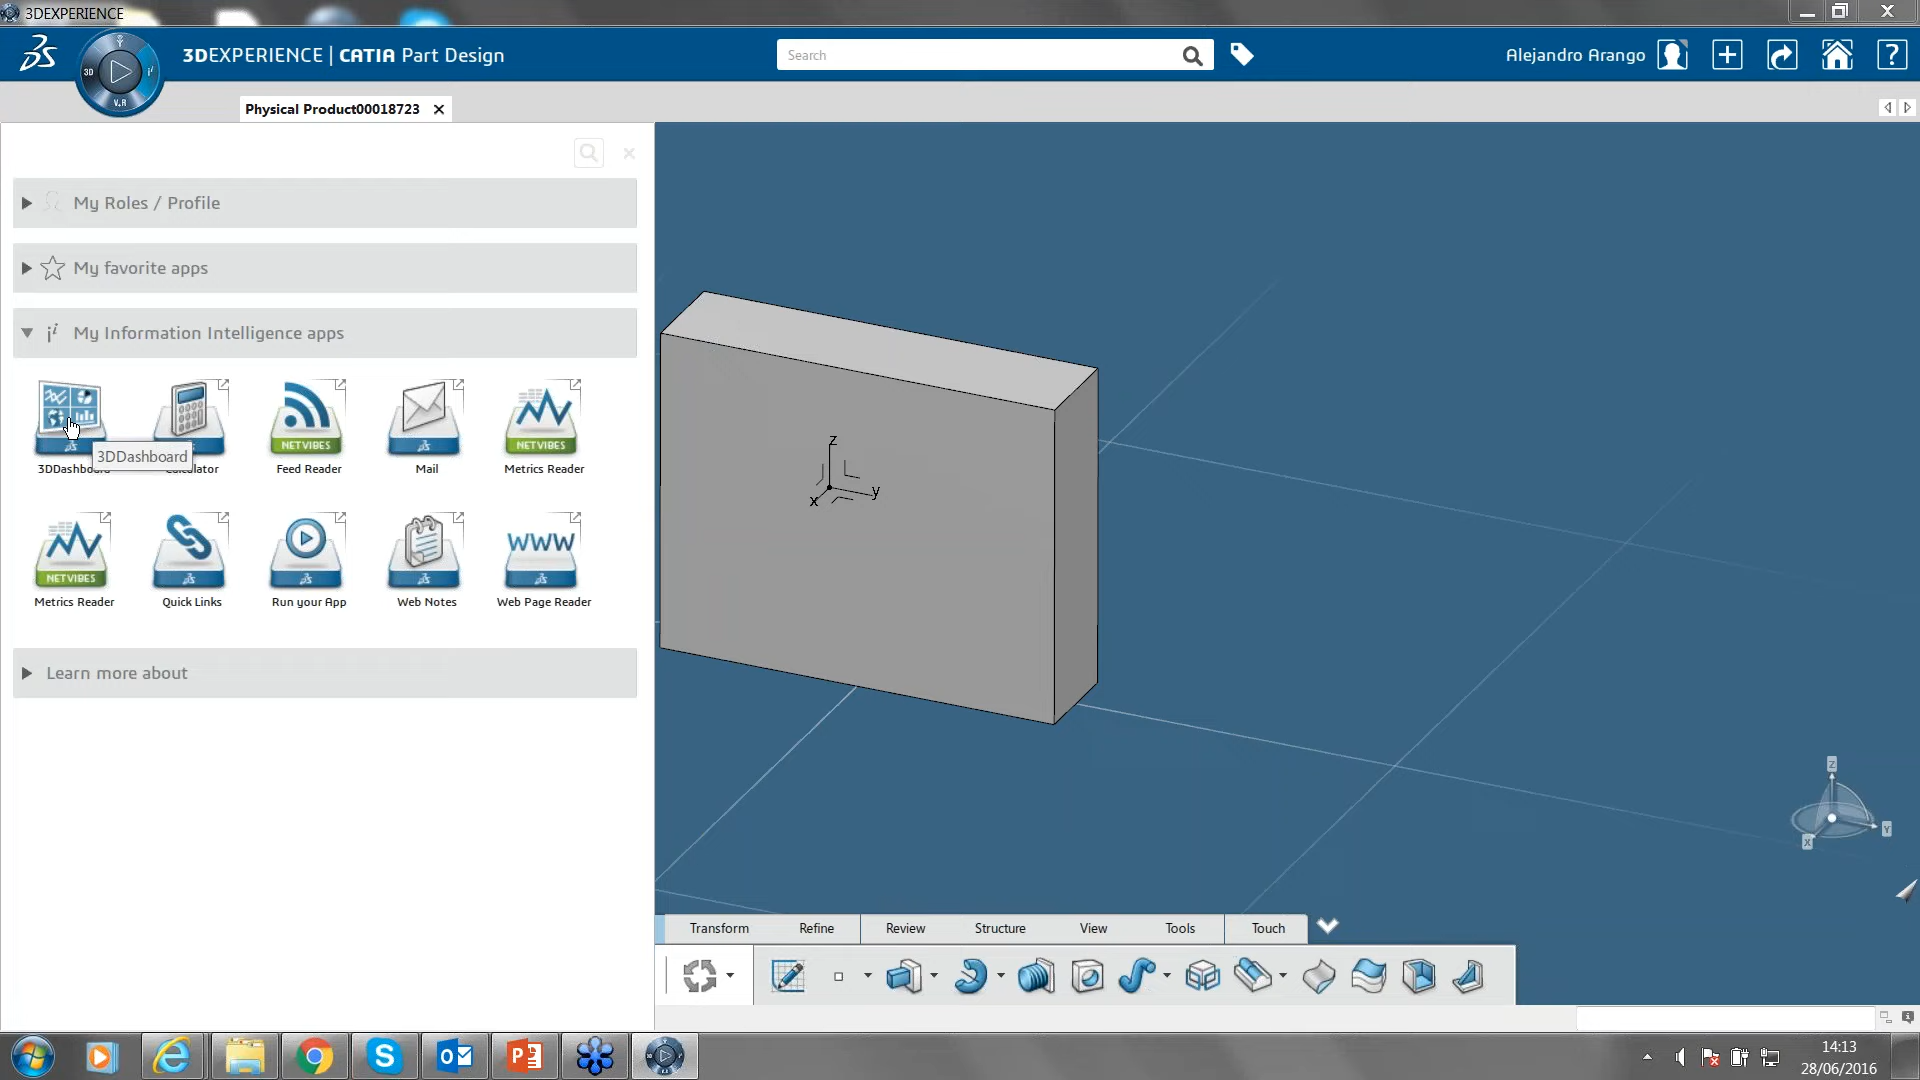 3DEXPERIENCE
3DEXPERIENCE | CATIA Part Design
Search
Alejandro Arango
3D
i²
V.R
Physical Product00018723
My Roles / Profile
My favorite apps
My Information Intelligence apps
NETVIBES
NETVIBES
3DDashboard
Feed Reader
Mail
Metrics Reader
3DDashboard
NETVIBES
WWW
Metrics Reader
Quick Links
Run your App
Web Notes
Web Page Reader
Learn more about
z
x
y
Z
Y
X
Transform
Refine
Review
Structure
View
Tools
Touch
14:13
28/06/2016